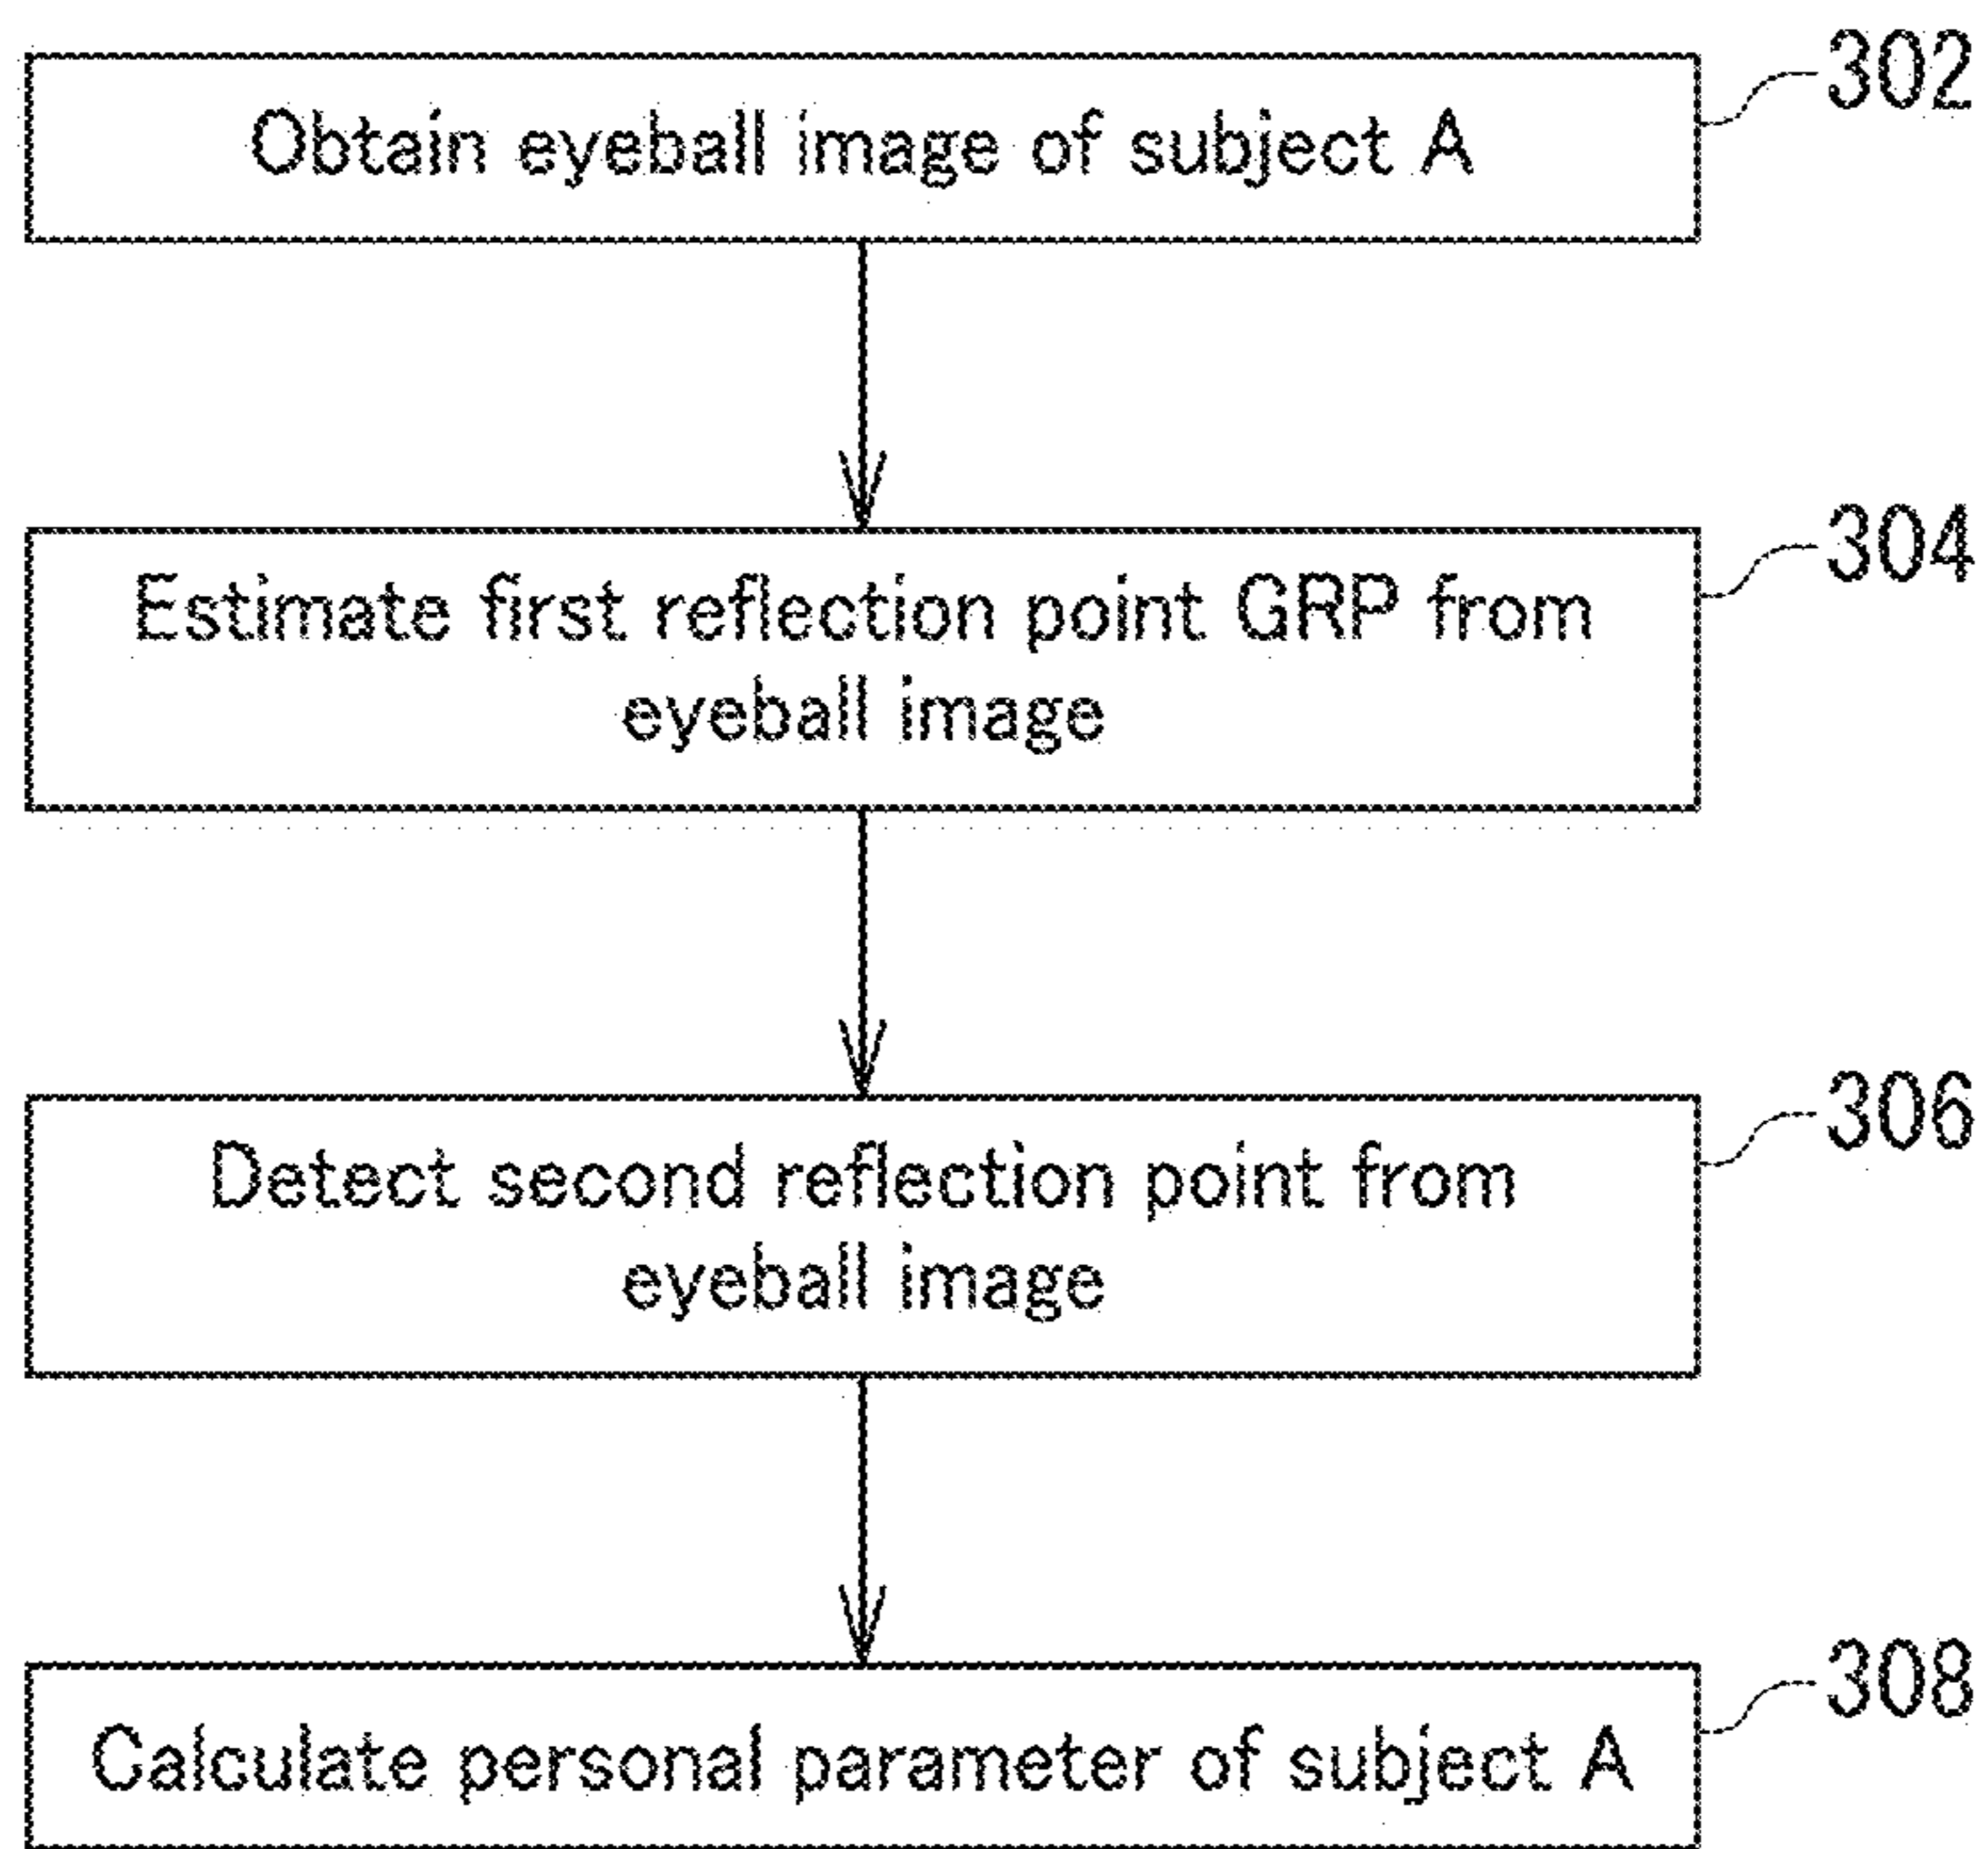 302
Obtain eyeball image of subject A
304
Estimate first reflection point GRP from
eyeball image
306
Detect second reflection point from
eyeball image
308
Calculate personal parameter of subject A